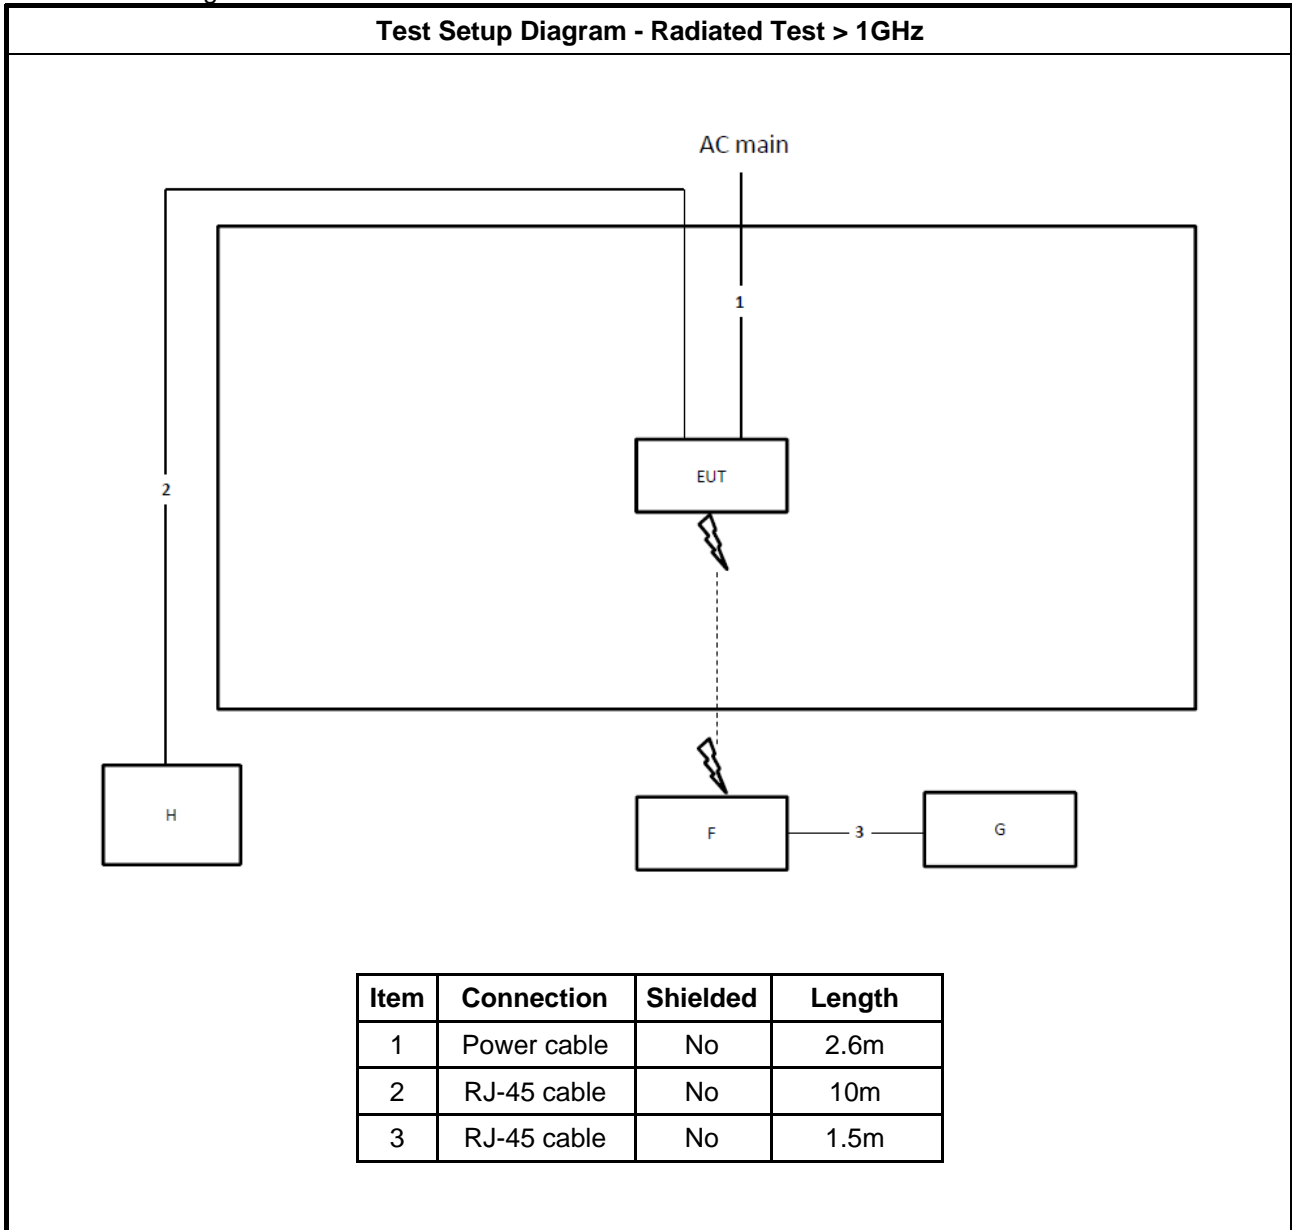 Test Setup Diagram - Radiated Test > 1GHz
AC main
1
2
EUT
H
F
3
G
Item Connection Shielded Length
1 Power cable No 2.6m
2 RJ-45 cable No 10m
3 RJ-45 cable No 1.5m